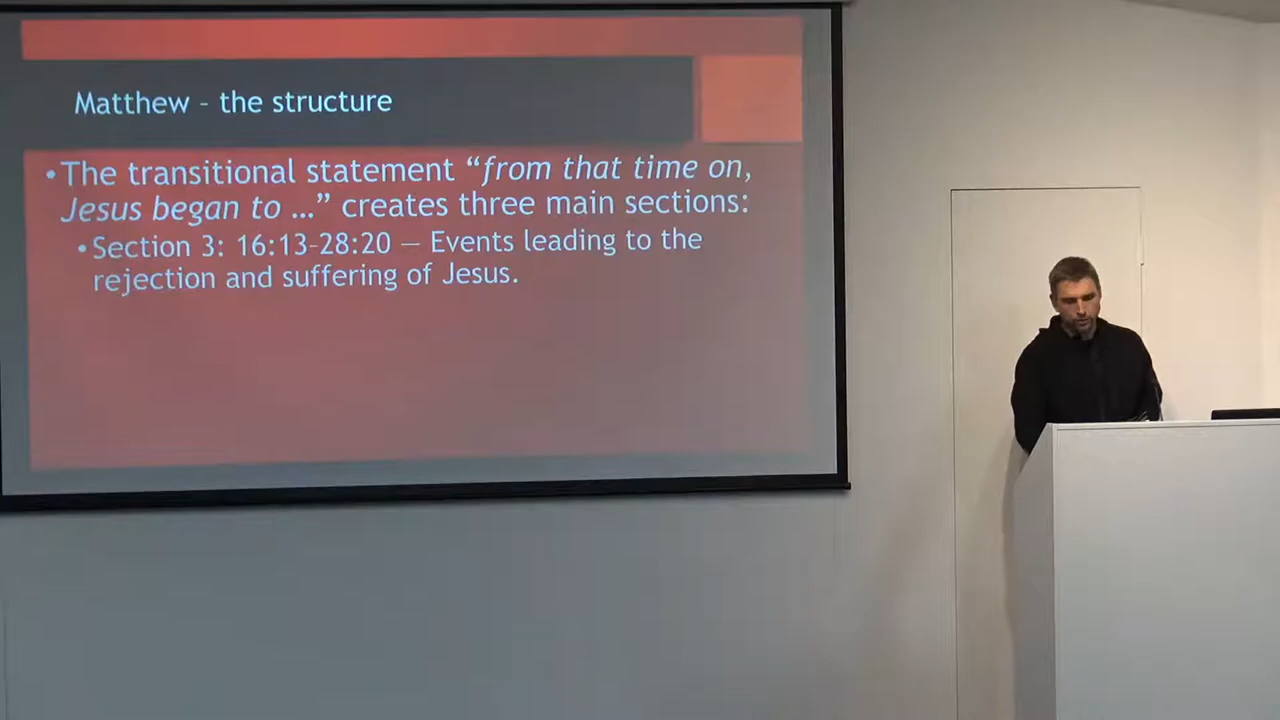 Matthew – the structure
•The transitional statement “from that time on,
Jesus began to …” creates three main sections:
•Section 3: 16:13-28:20 — Events leading to the
rejection and suffering of Jesus.